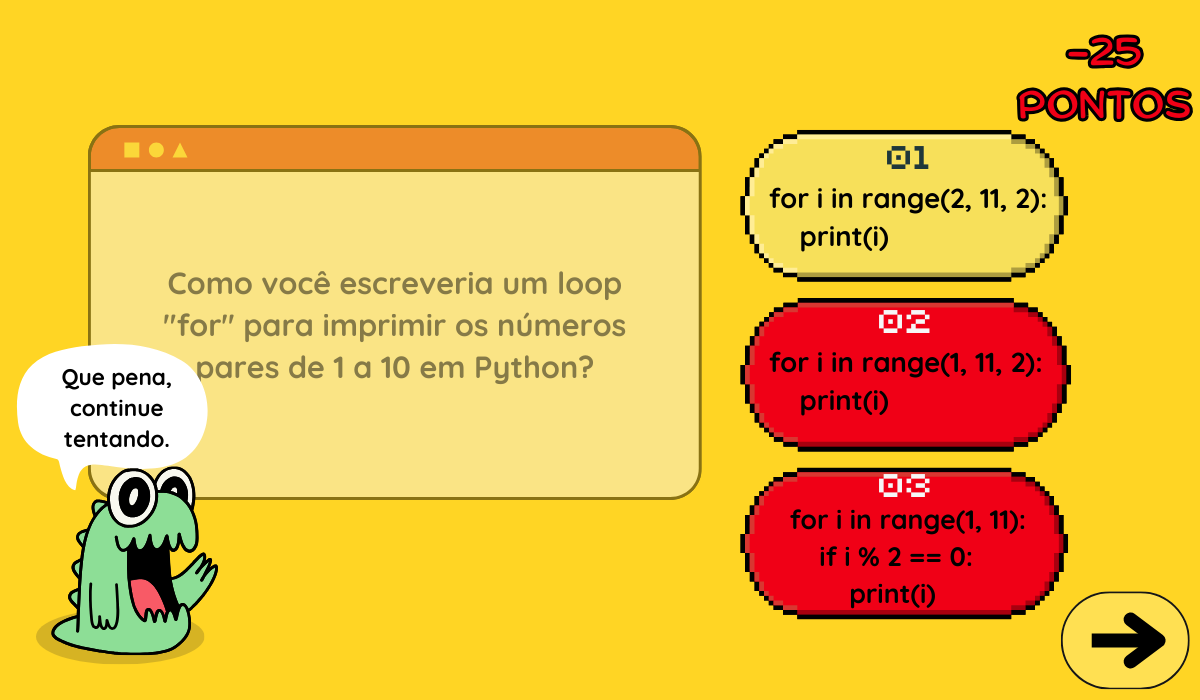 -25
PONTOS
Como você escreveria um loop
"for" para imprimir os números
pares de 1 a 10 em Python?
Que pena,
continue
tentando.
01
for i in range(2, 11, 2):
print(i)
02
for i in range(1, 11, 2):
print(i)
03
for i in range(1, 11):
if i % 2 == 0:
print(i)